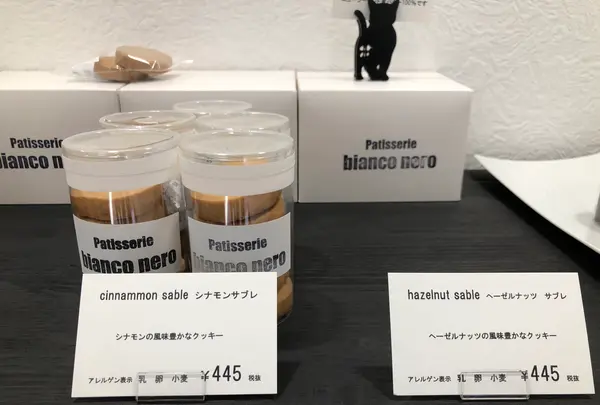 100%です
Patisserie
bianco nero
Patisserie
bianco nero
Patisserie
bianco nero
Patisserie
bianco nero
cinnammon sable シナモンサブレ
シナモンの風味豊かなクッキー
アレルゲン表示 乳 卵 小麦 ¥445 税抜
hazelnut sable ヘーゼルナッツ サブレ
ヘーゼルナッツの風味豊かなクッキー
アレルゲン表示 乳 卵 小麦 ¥445 税抜